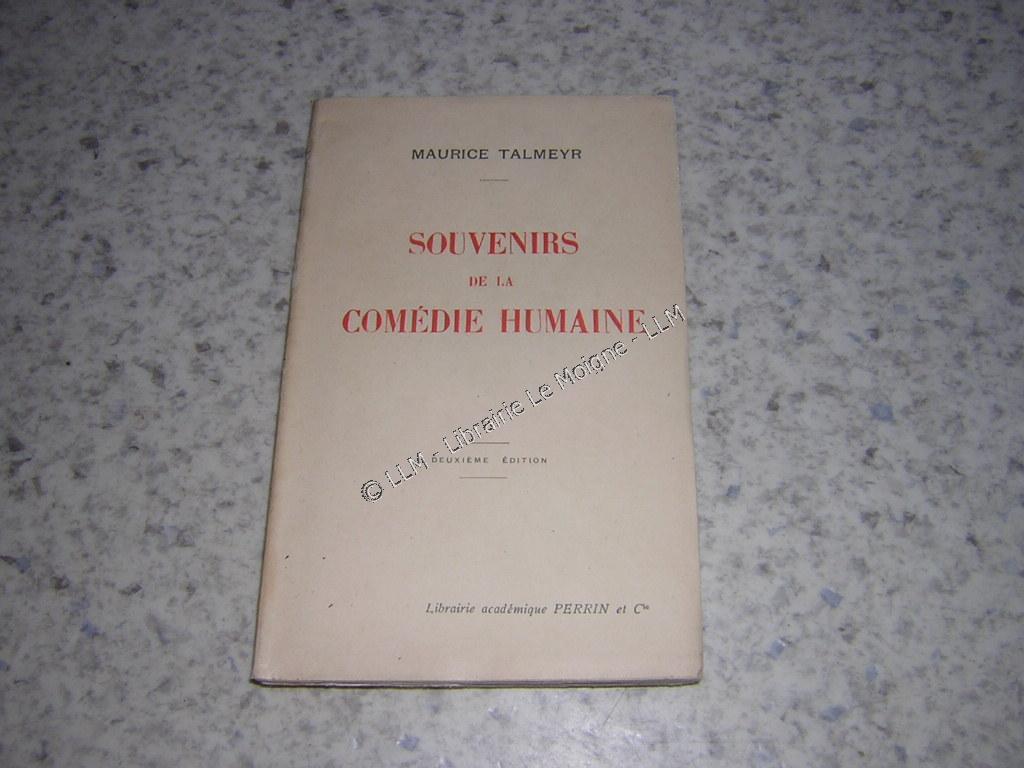 MAURICE TALMEYR
SOUVENIRS
DE LA
COMÉDIE HUMAINE
DEUXIÈME ÉDITION
Librairie académique PERRIN et Cie
© LLM - Librairie Le Moigne - LLM